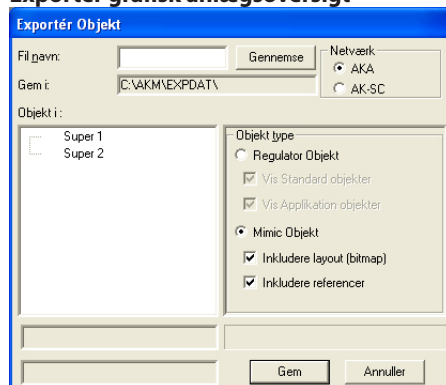 Exportér grafisk anlægsoversigt
Exportér Objekt
Fil navn:
Gennemse
Netværk
AKA
AK-SC
Gem i:
C:\AKM\EXPDAT\
Objekt i :
Super 1
Super 2
Objekt type
Regulator Objekt
Vis Standard objekter
Vis Applikation objekter
Mimic Objekt
Inkludere layout (bitmap)
Inkludere referencer
Gem
Annuller